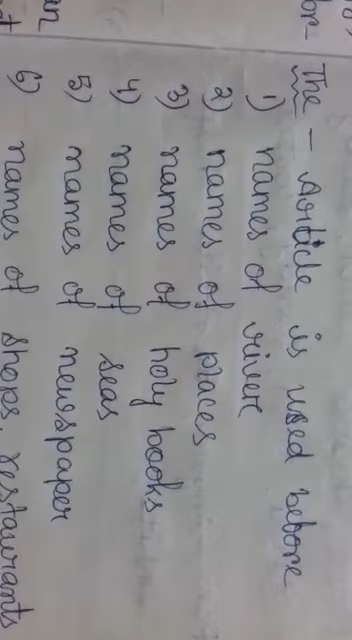 The - Article is used before
1) names of river
2) names of places
3) names of holy books
4) names of seas
5) names of newspaper
6) names of shops, restaurants